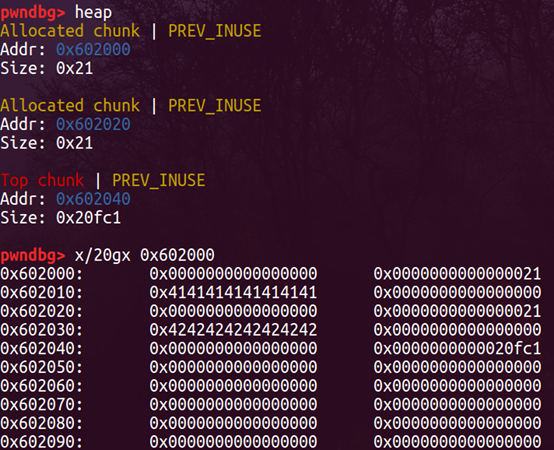 pwndbg> heap
Allocated chunk | PREV_INUSE
Addr: 0x602000
Size: 0x21
Allocated chunk | PREV_INUSE
Addr: 0x602020
Size: 0x21
Top chunk | PREV_INUSE
Addr: 0x602040
Size: 0x20fc1
pwndbg> x/20gx 0x602000
0x602000: 0x0000000000000000 0x0000000000000021
0x602010: 0x4141414141414141 0x0000000000000000
0x602020: 0x0000000000000000 0x0000000000000021
0x602030: 0x4242424242424242 0x0000000000000000
0x602040: 0x0000000000000000 0x0000000000020fc1
0x602050: 0x0000000000000000 0x0000000000000000
0x602060: 0x0000000000000000 0x0000000000000000
0x602070: 0x0000000000000000 0x0000000000000000
0x602080: 0x0000000000000000 0x0000000000000000
0x602090: 0x0000000000000000 0x0000000000000000